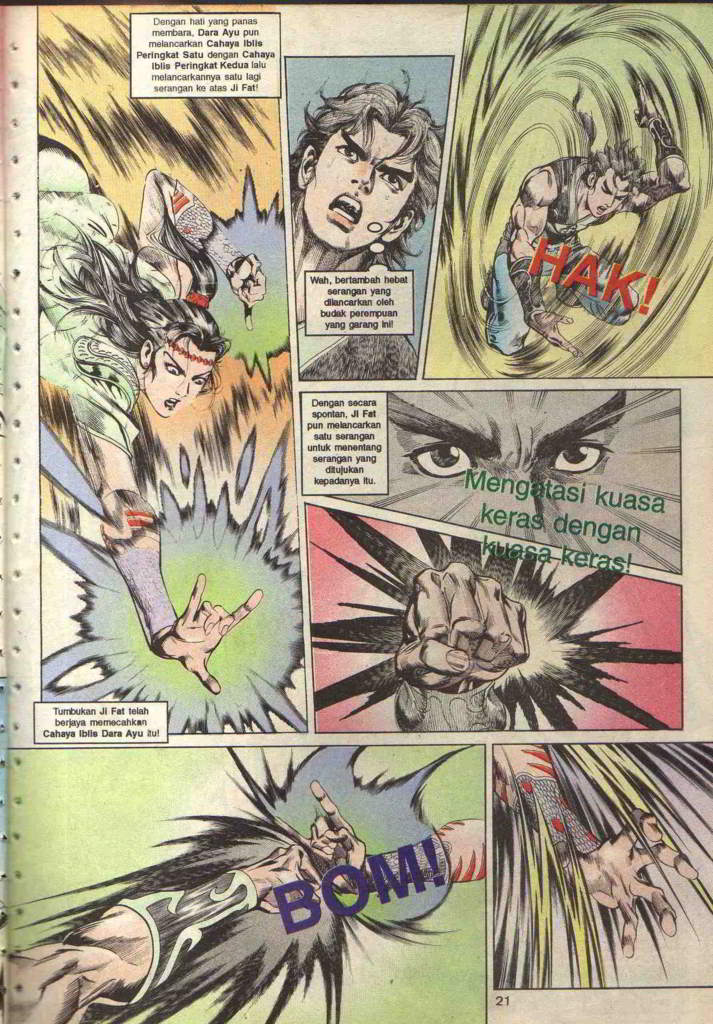 Dengan hati yang panas
membara, Dara Ayu pun
melancarkan Cahaya Iblis
Peringkat Satu dengan Cahaya
Iblis Peringkat Kedua lalu
melancarkannya satu lagi
serangan ke atas Ji Fat!
Wah, bertambah hebat
serangan yang
dilancarkan oleh
budak perempuan
yang garang ini!
HAK!
Dengan secara
spontan, Ji Fat
pun melancarkan
satu serangan
untuk menentang
serangan yang
ditujukan
kepadanya itu.
Mengatasi kuasa
keras dengan
kuasa keras!
Tumbukan Ji Fat telah
berjaya memecahkan
Cahaya Iblis Dara Ayu itu!
BOM!
21